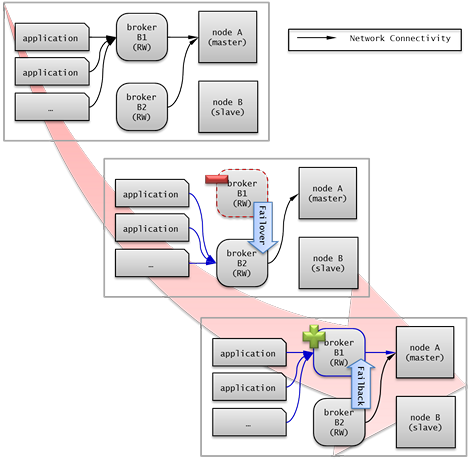 application
application
…
broker
B1
(RW)
broker
B2
(RW)
node A
(master)
node B
(slave)
Network Connectivity
application
application
…
broker
B1
(RW)
Failover
broker
B2
(RW)
node A
(master)
node B
(slave)
application
application
…
broker
B1
(RW)
Failback
broker
B2
(RW)
node A
(master)
node B
(slave)